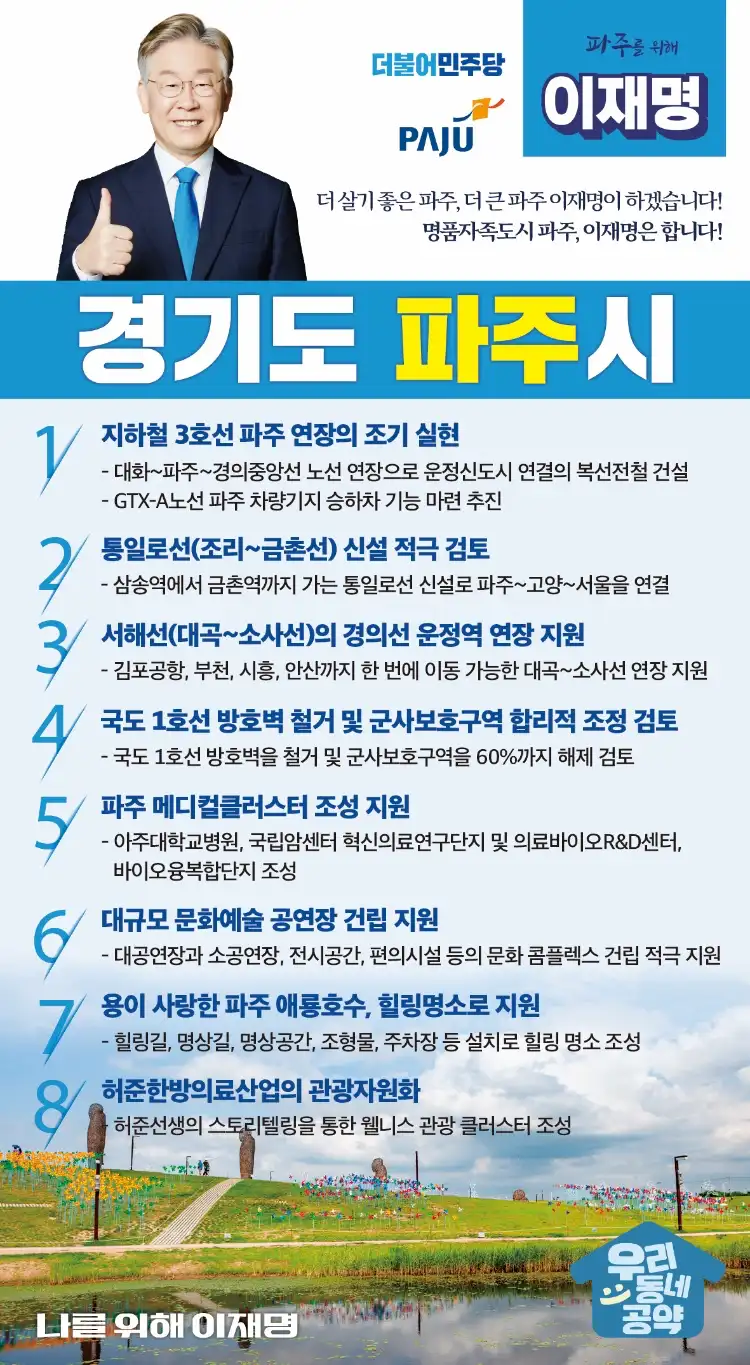 더불어민주당
PAJU
파주를 위해
이재명
더 살기 좋은 파주, 더 큰 파주 이재명이 하겠습니다!
명품자족도시 파주, 이재명은 합니다!
경기도 파주시
1 지하철 3호선 파주 연장의 조기 실현
- 대화~파주~경의중앙선 노선 연장으로 운정신도시 연결의 복선전철 건설
- GTX-A노선 파주 차량기지 승하차 기능 마련 추진
2 통일로선(조리~금촌선) 신설 적극 검토
- 삼송역에서 금촌역까지 가는 통일로선 신설로 파주~고양~서울을 연결
3 서해선(대곡~소사선)의 경의선 운정역 연장 지원
- 김포공항, 부천, 시흥, 안산까지 한 번에 이동 가능한 대곡~소사선 연장 지원
4 국도 1호선 방호벽 철거 및 군사보호구역 합리적 조정 검토
- 국도 1호선 방호벽을 철거 및 군사보호구역을 60%까지 해제 검토
5 파주 메디컬클러스터 조성 지원
- 아주대학교병원, 국립암센터 혁신의료연구단지 및 의료바이오R&D센터,
바이오융복합단지 조성
6 대규모 문화예술 공연장 건립 지원
- 대공연장과 소공연장, 전시공간, 편의시설 등의 문화 콤플렉스 건립 적극 지원
7 용이 사랑한 파주 애룡호수, 힐링명소로 지원
- 힐링길, 명상길, 명상공간, 조형물, 주차장 등 설치로 힐링 명소 조성
8 허준한방의료산업의 관광자원화
- 허준선생의 스토리텔링을 통한 웰니스 관광 클러스터 조성
우리
동네
공약
나를 위해 이재명